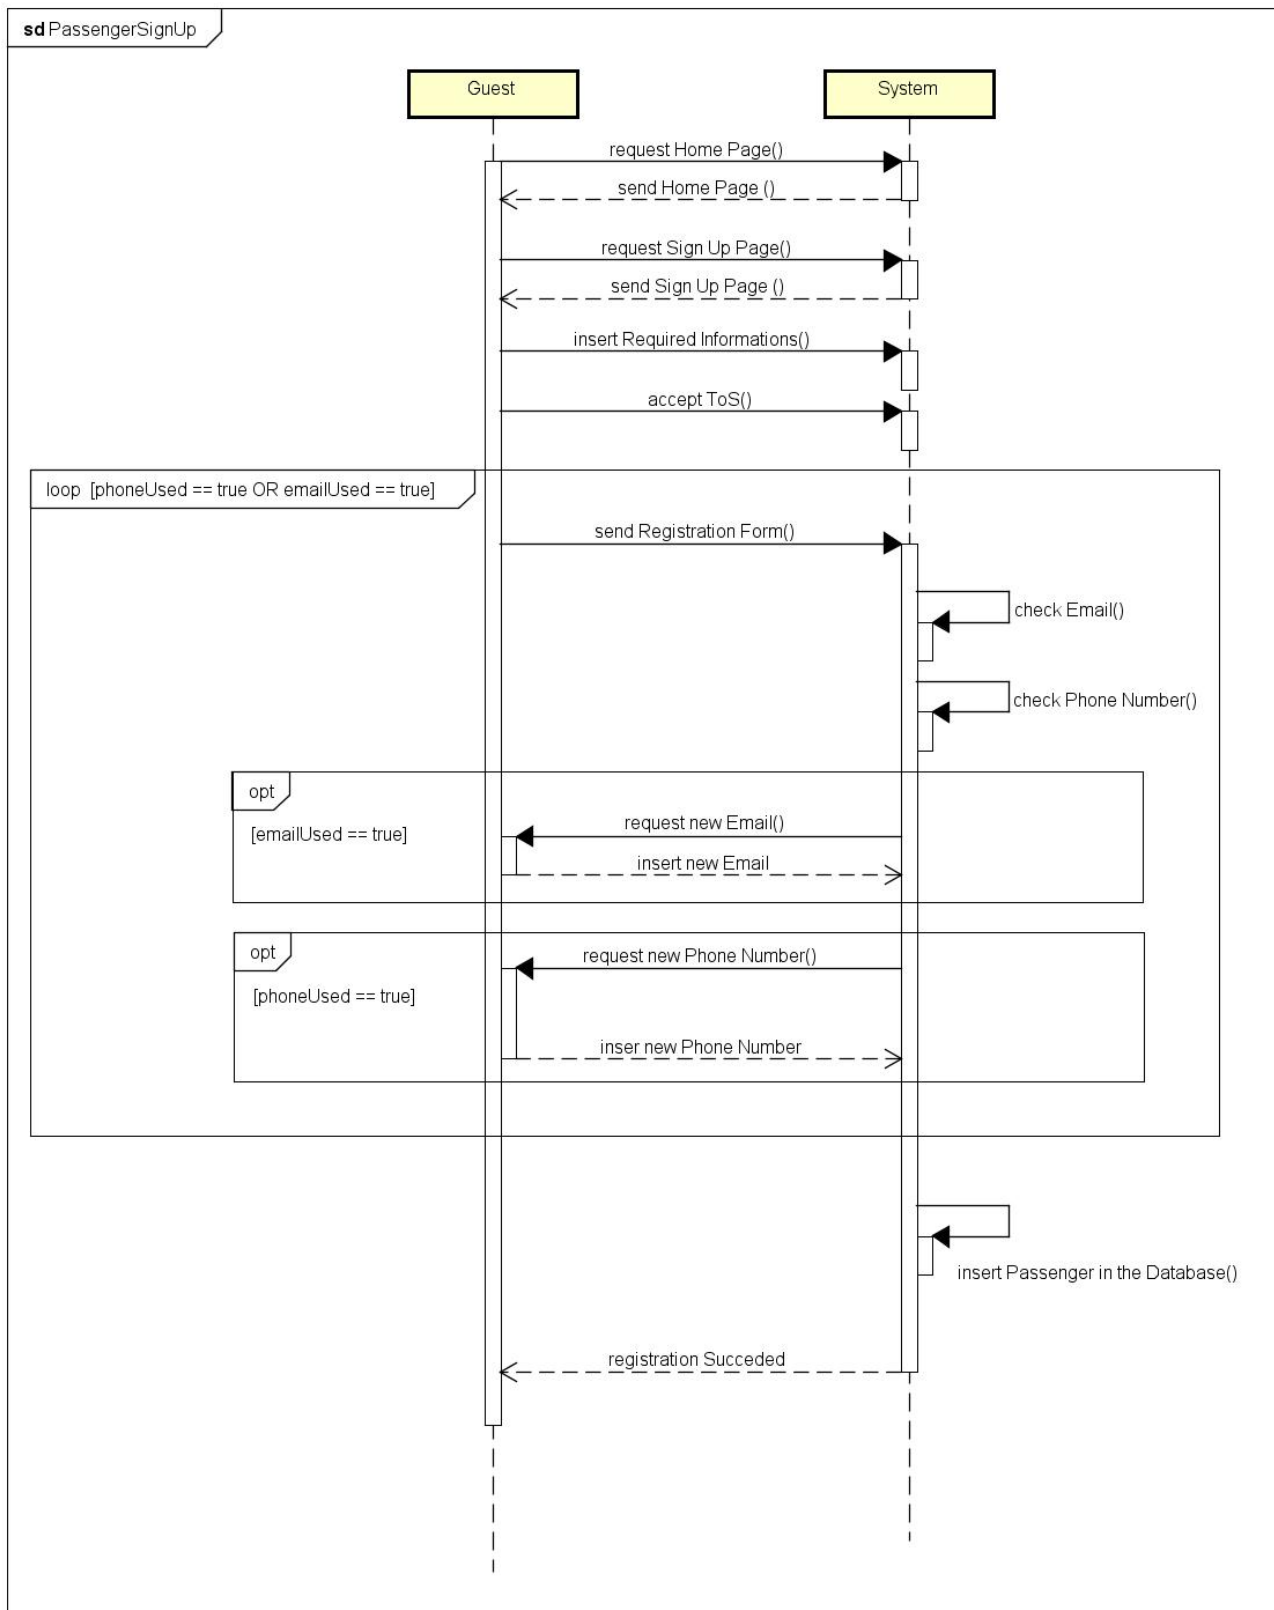 sd PassengerSignUp
Guest
System
request Home Page()
send Home Page ()
request Sign Up Page()
send Sign Up Page ()
insert Required Informations()
accept ToS()
loop [phoneUsed == true OR emailUsed == true]
send Registration Form()
check Email()
check Phone Number()
opt
request new Email()
[emailUsed == true]
insert new Email
opt
request new Phone Number()
[phoneUsed == true]
inser new Phone Number
insert Passenger in the Database()
registration Succeded